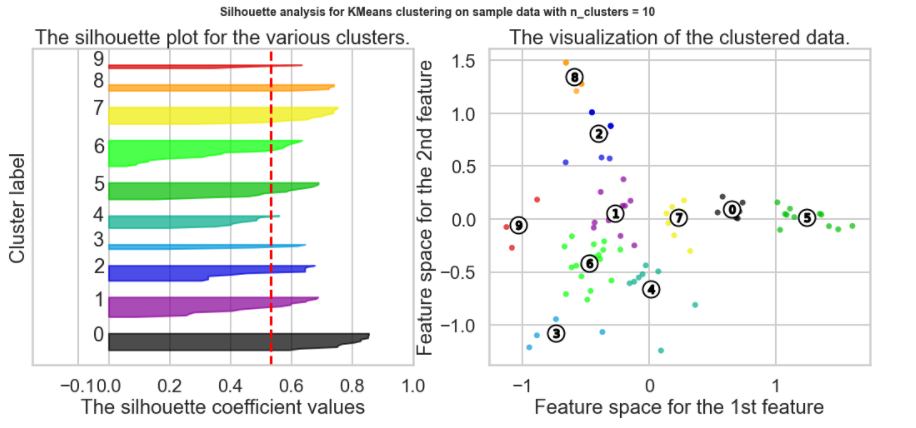 Silhouette analysis for KMeans clustering on sample data with n_clusters = 10
The silhouette plot for the various clusters.
Cluster label
9
8
7
6
5
4
3
2
1
0
−0.10.0 0.2 0.4 0.6 0.8 1.0
The silhouette coefficient values
The visualization of the clustered data.
Feature space for the 2nd feature
1.5
1.0
0.5
0.0
−0.5
−1.0
8
2
1
7
0
5
9
6
4
3
−1 0 1
Feature space for the 1st feature